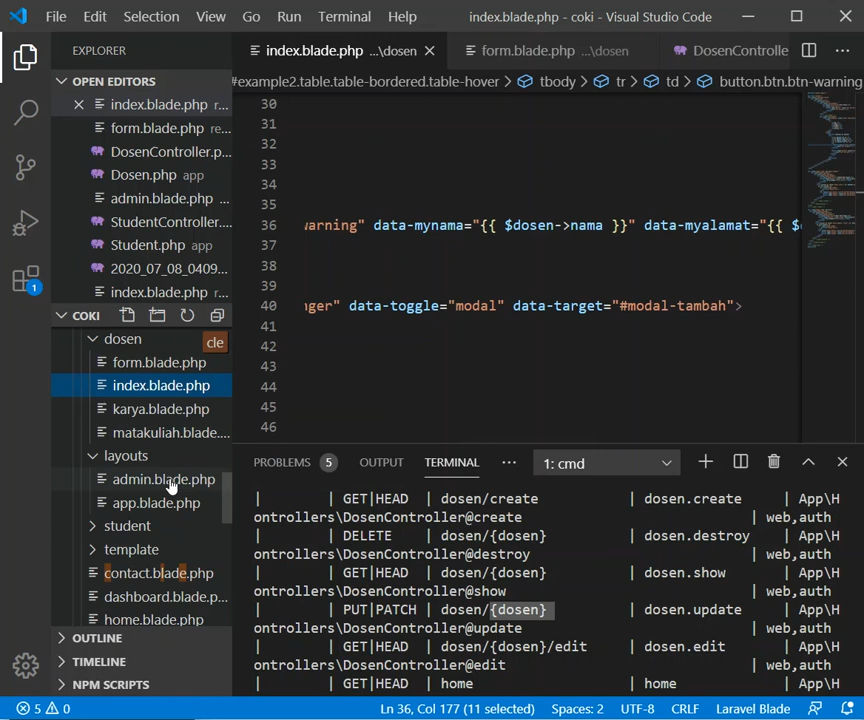 File Edit Selection View Go Run Terminal Help index.blade.php - coki - Visual Studio Code
EXPLORER
index.blade.php ...\dosen
form.blade.php ...\dosen
DosenControlle
OPEN EDITORS
#example2.table.table-bordered.table-hover > tbody > tr > td > button.btn.btn-warning
index.blade.php r...
form.blade.php re...
DosenController.p...
Dosen.php app
admin.blade.php ...
StudentController....
Student.php app
2020_07_08_0409...
index.blade.php r...
COKI
dosen
cle
form.blade.php
index.blade.php
karya.blade.php
matakuliah.blade....
layouts
admin.blade.php
app.blade.php
student
template
contact.blade.php
dashboard.blade.p...
home.blade.php
OUTLINE
TIMELINE
NPM SCRIPTS
1
30
31
32
33
34
35
36 varning" data-mynama="{{ $dosen->nama }}" data-myalamat="{{ $d
37
38
39
40 ger" data-toggle="modal" data-target="#modal-tambah">
41
42
43
44
45
46
PROBLEMS 5 OUTPUT TERMINAL ... 1: cmd
| | GET|HEAD | dosen/create | dosen.create | App\H
ontrollers\DosenController@create | web,auth
| | DELETE | dosen/{dosen} | dosen.destroy | App\H
ontrollers\DosenController@destroy | web,auth
| | GET|HEAD | dosen/{dosen} | dosen.show | App\H
ontrollers\DosenController@show | web,auth
| | PUT|PATCH | dosen/{dosen} | dosen.update | App\H
ontrollers\DosenController@update | web,auth
| | GET|HEAD | dosen/{dosen}/edit | dosen.edit | App\H
ontrollers\DosenController@edit | web,auth
| | GET|HEAD | home | home | App\H
5 0 Ln 36, Col 177 (11 selected) Spaces: 2 UTF-8 CRLF Laravel Blade